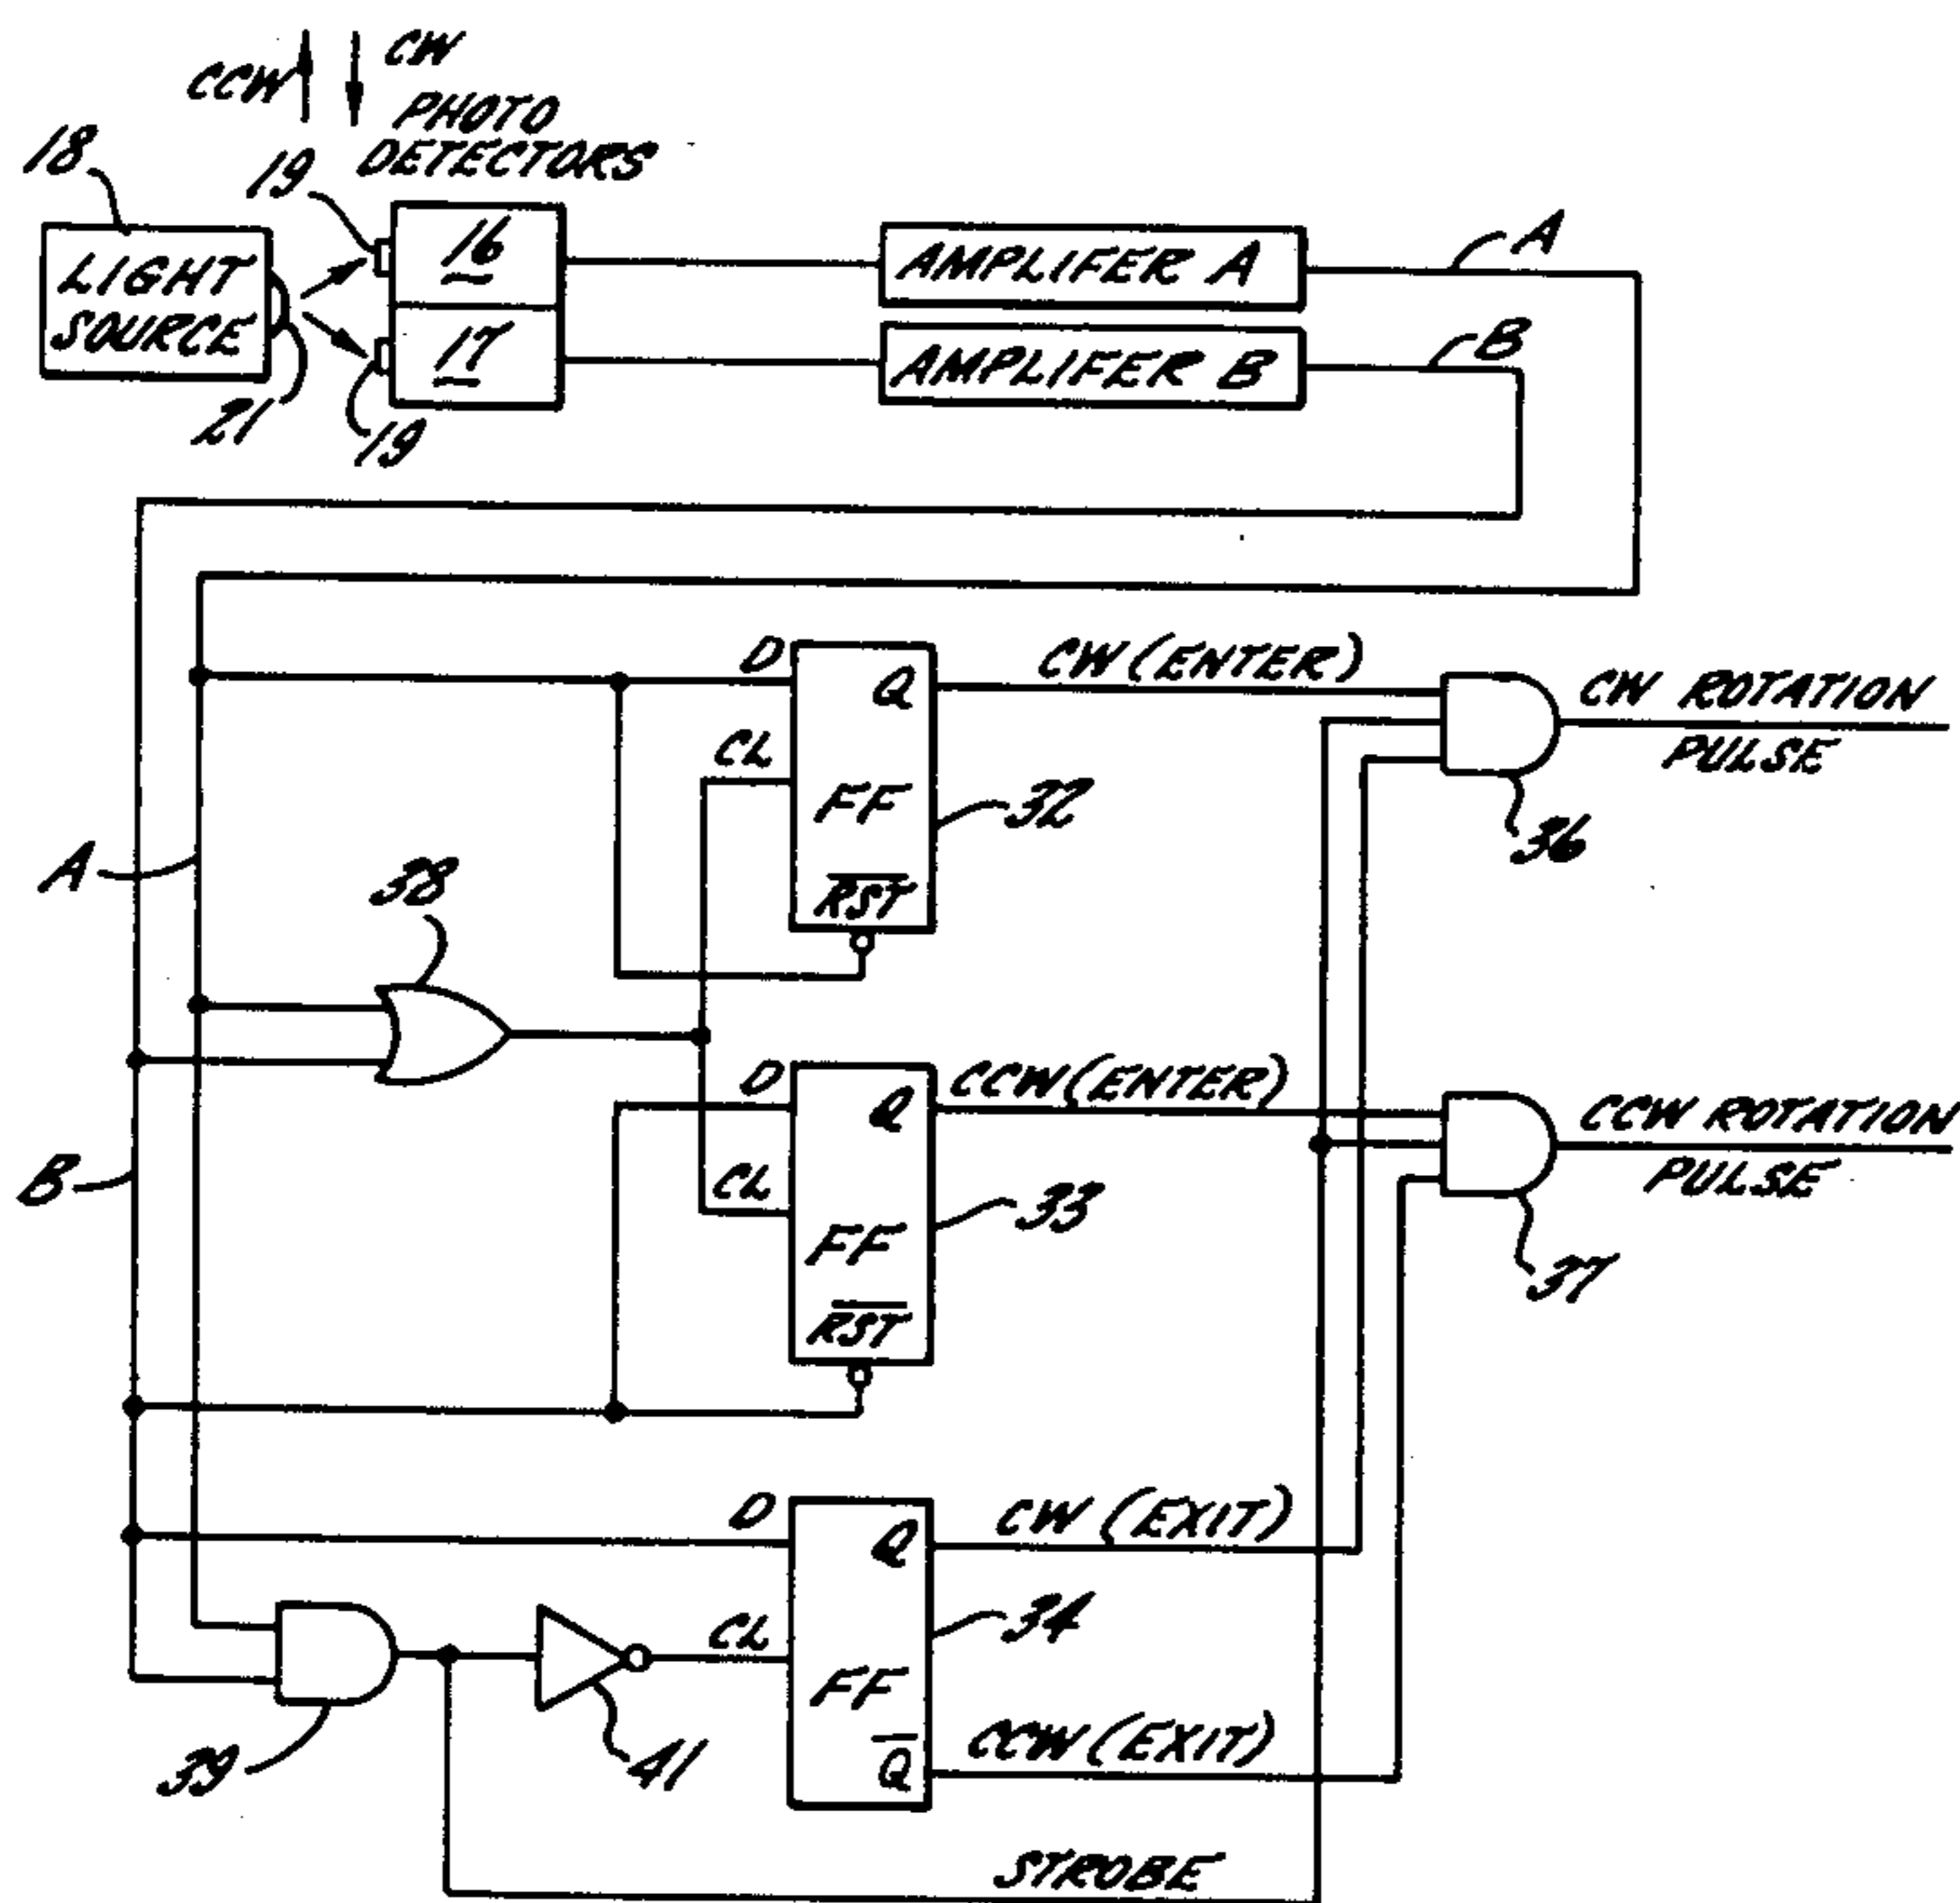 CCW
CW
PHOTO
DETECTORS
18
19
LIGHT
SOURCE
16
17
21
19
AMPLIFER A
AMPLIFER B
A
B
D
Q
CW (ENTER)
CW ROTATION
PULSE
CL
FF
32
36
RST
A
38
D
Q
CCW (ENTER)
CCW ROTATION
PULSE
B
CL
FF
33
37
RST
D
Q
CW (EXIT)
CL
34
FF
39
41
Q
CCW (EXIT)
STROBE